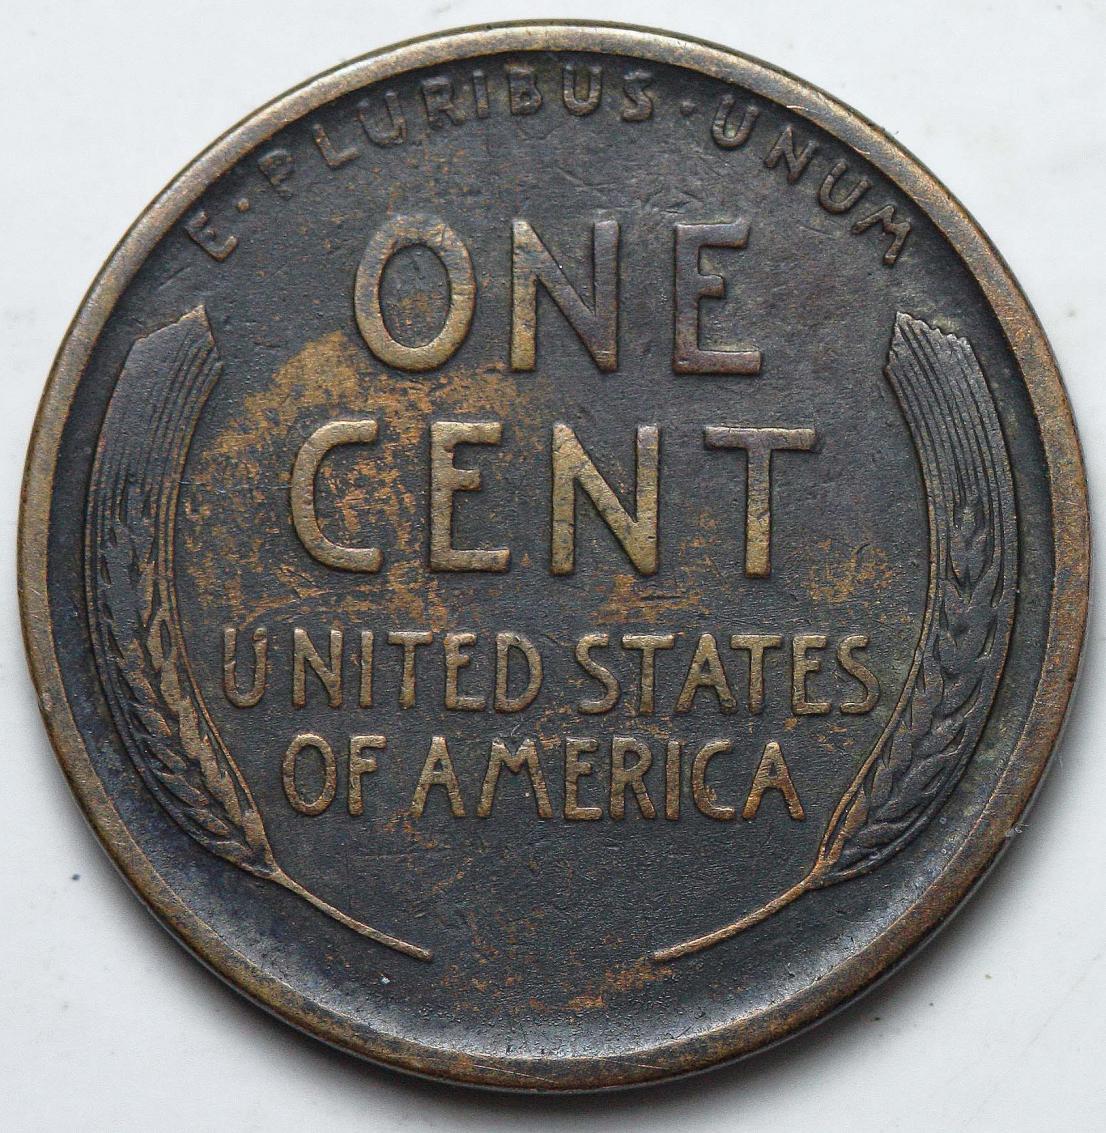 E·PLURIBUS·UNUM
ONE
CENT
UNITED STATES
OF AMERICA